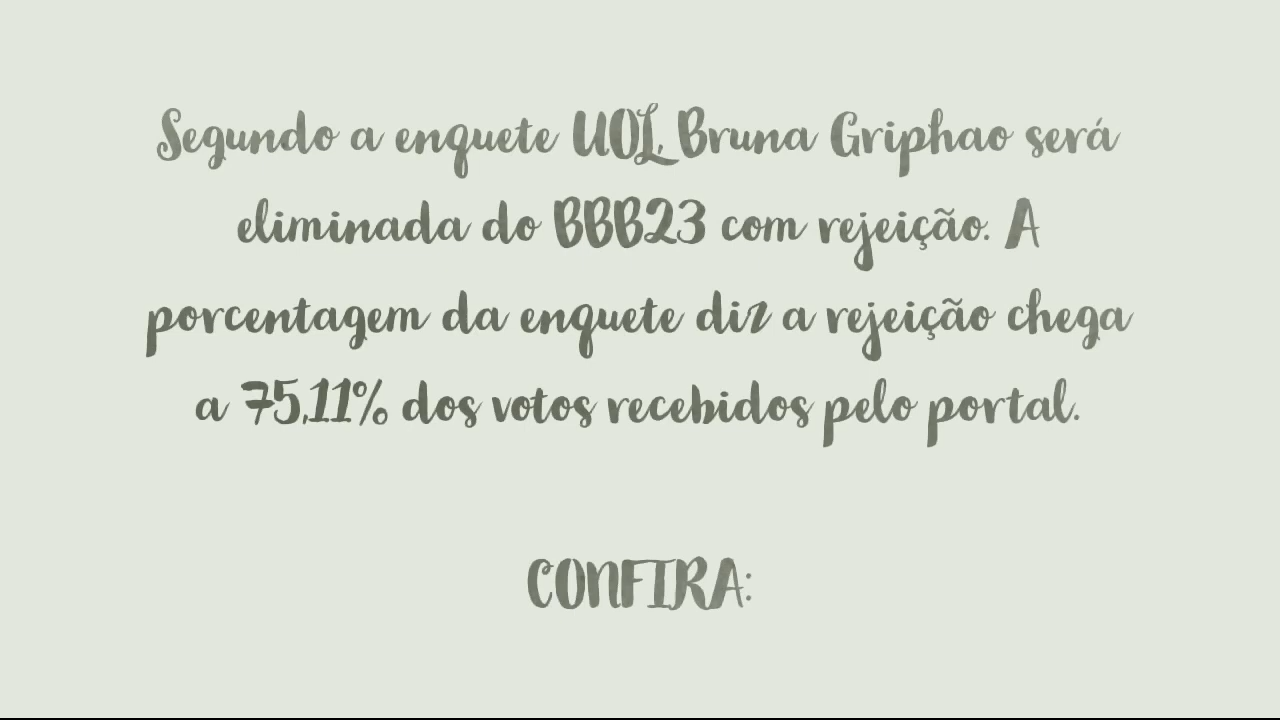 Segundo a enquete UOL, Bruna Griphao será
eliminada do BBB23 com rejeição. A
porcentagem da enquete diz a rejeição chega
a 75,11% dos votos recebidos pelo portal.
CONFIRA: